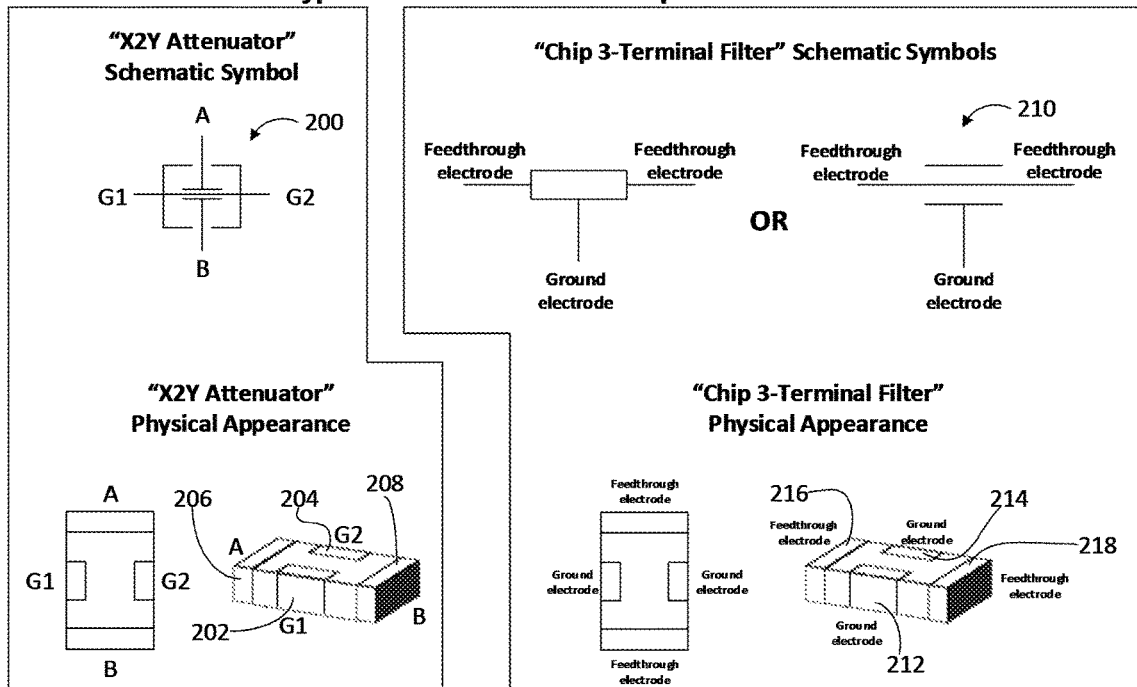 "X2Y Attenuator"
Schematic Symbol
A
200
G1
G2
B
"Chip 3-Terminal Filter" Schematic Symbols
210
Feedthrough
electrode
Feedthrough
electrode
Ground
electrode
OR
Feedthrough
electrode
Feedthrough
electrode
Ground
electrode
"X2Y Attenuator"
Physical Appearance
A
G1
G2
B
206
204
208
A
G2
202
G1
B
"Chip 3-Terminal Filter"
Physical Appearance
Feedthrough
electrode
Ground
electrode
Ground
electrode
Feedthrough
electrode
216
214
218
Feedthrough
electrode
Ground
electrode
Feedthrough
electrode
Ground
electrode
212